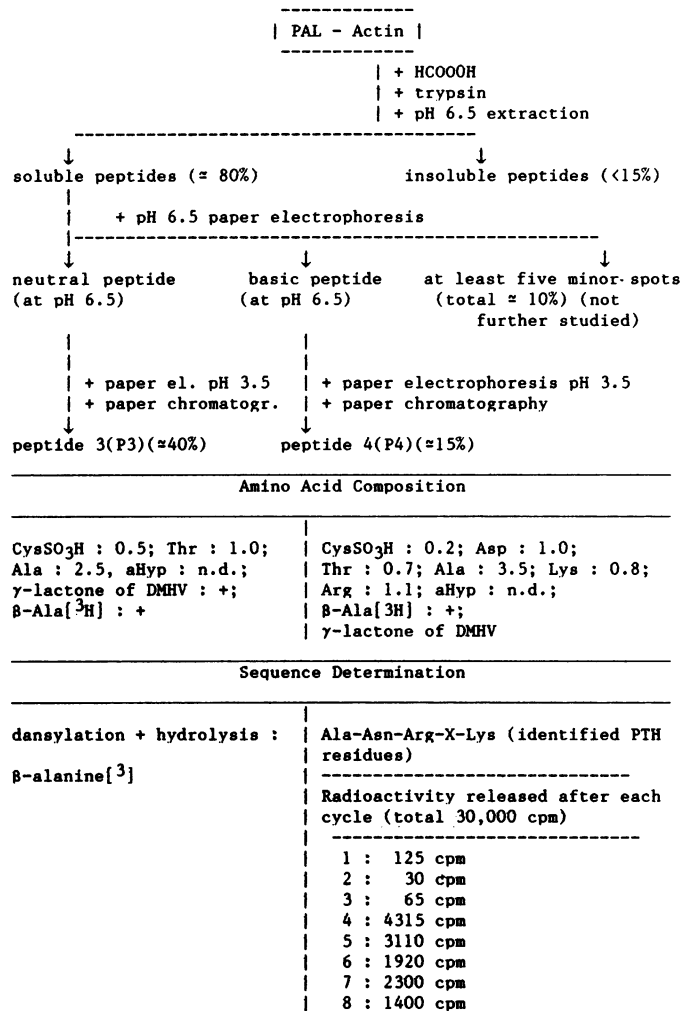 PAL - Actin
+ HCOOOH
+ trypsin
+ pH 6.5 extraction
soluble peptides (≃ 80%) insoluble peptides (<15%)
+ pH 6.5 paper electrophoresis
neutral peptide basic peptide at least five minor spots
(at pH 6.5) (at pH 6.5) (total ≃ 10%) (not
further studied)
+ paper el. pH 3.5 + paper electrophoresis pH 3.5
+ paper chromatogr. + paper chromatography
peptide 3(P3)(≃40%) peptide 4(P4)(≃15%)
Amino Acid Composition
CysSO3H : 0.5; Thr : 1.0; CysSO3H : 0.2; Asp : 1.0;
Ala : 2.5, aHyp : n.d.; Thr : 0.7; Ala : 3.5; Lys : 0.8;
γ-lactone of DMHV : +; Arg : 1.1; aHyp : n.d.;
β-Ala[3H] : + β-Ala[3H] : +;
γ-lactone of DMHV
Sequence Determination
dansylation + hydrolysis : Ala-Asn-Arg-X-Lys (identified PTH
residues)
β-alanine[3]
Radioactivity released after each
cycle (total 30,000 cpm)
1 : 125 cpm
2 : 30 cpm
3 : 65 cpm
4 : 4315 cpm
5 : 3110 cpm
6 : 1920 cpm
7 : 2300 cpm
8 : 1400 cpm